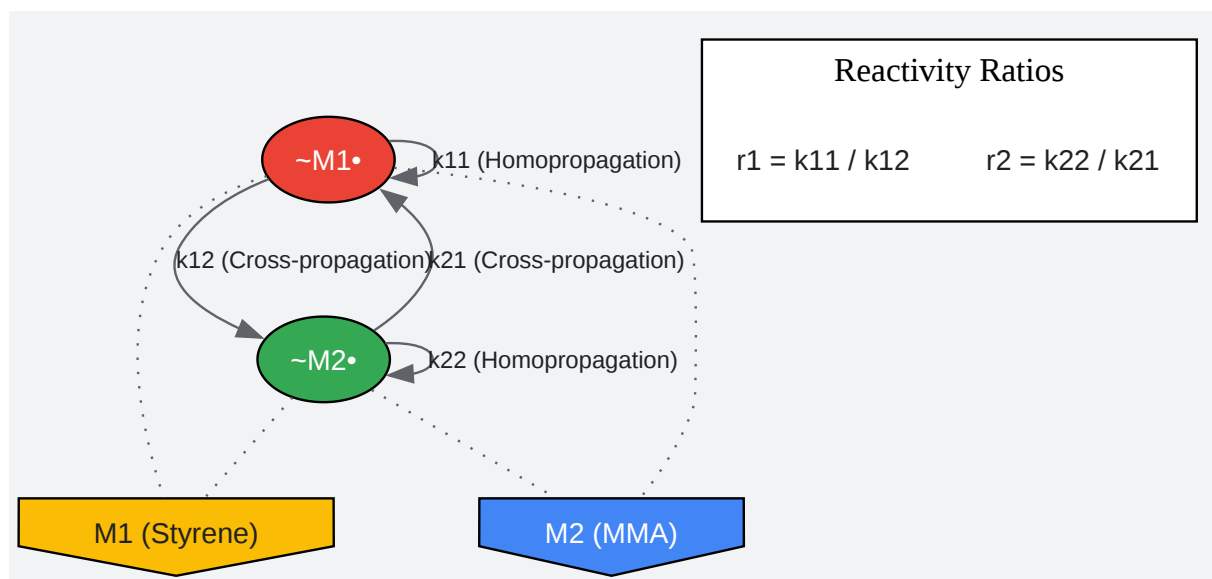 Reactivity Ratios
r1 = k11 / k12
r2 = k22 / k21
~M1•
k11 (Homopropagation)
k12 (Cross-propagation)
k21 (Cross-propagation)
~M2•
k22 (Homopropagation)
M1 (Styrene)
M2 (MMA)